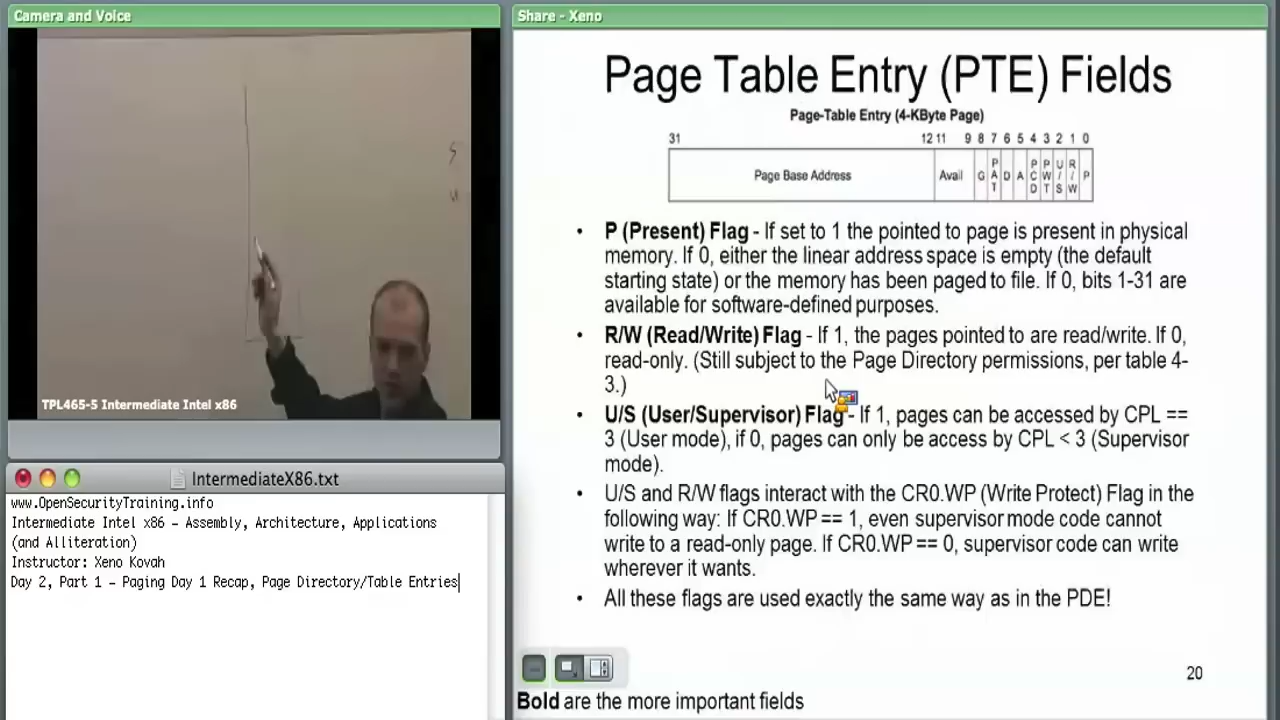 Camera and Voice
S
U
TPL465-5 Intermediate Intel x86
IntermediateX86.txt
www.OpenSecurityTraining.info
Intermediate Intel x86 – Assembly, Architecture, Applications
(and Alliteration)
Instructor: Xeno Kovah
Day 2, Part 1 – Paging Day 1 Recap, Page Directory/Table Entries
Share - Xeno
Page Table Entry (PTE) Fields
Page-Table Entry (4-KByte Page)
31 12 11 9 8 7 6 5 4 3 2 1 0
Page Base Address Avail G PAT D A PCD PWT U/S R/W P
• P (Present) Flag - If set to 1 the pointed to page is present in physical
memory. If 0, either the linear address space is empty (the default
starting state) or the memory has been paged to file. If 0, bits 1-31 are
available for software-defined purposes.
• R/W (Read/Write) Flag - If 1, the pages pointed to are read/write. If 0,
read-only. (Still subject to the Page Directory permissions, per table 4-
3.)
• U/S (User/Supervisor) Flag - If 1, pages can be accessed by CPL ==
3 (User mode), if 0, pages can only be access by CPL < 3 (Supervisor
mode).
• U/S and R/W flags interact with the CR0.WP (Write Protect) Flag in the
following way: If CR0.WP == 1, even supervisor mode code cannot
write to a read-only page. If CR0.WP == 0, supervisor code can write
wherever it wants.
• All these flags are used exactly the same way as in the PDE!
20
Bold are the more important fields